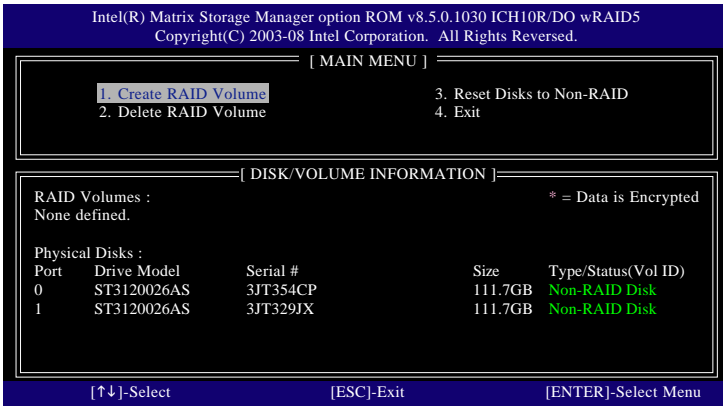 Intel(R) Matrix Storage Manager option ROM v8.5.0.1030 ICH10R/DO wRAID5
Copyright(C) 2003-08 Intel Corporation. All Rights Reversed.
[ MAIN MENU ]
1. Create RAID Volume 3. Reset Disks to Non-RAID
2. Delete RAID Volume 4. Exit
[ DISK/VOLUME INFORMATION ]
RAID Volumes : * = Data is Encrypted
None defined.
Physical Disks :
Port Drive Model Serial # Size Type/Status(Vol ID)
0 ST3120026AS 3JT354CP 111.7GB Non-RAID Disk
1 ST3120026AS 3JT329JX 111.7GB Non-RAID Disk
[↑↓]-Select [ESC]-Exit [ENTER]-Select Menu